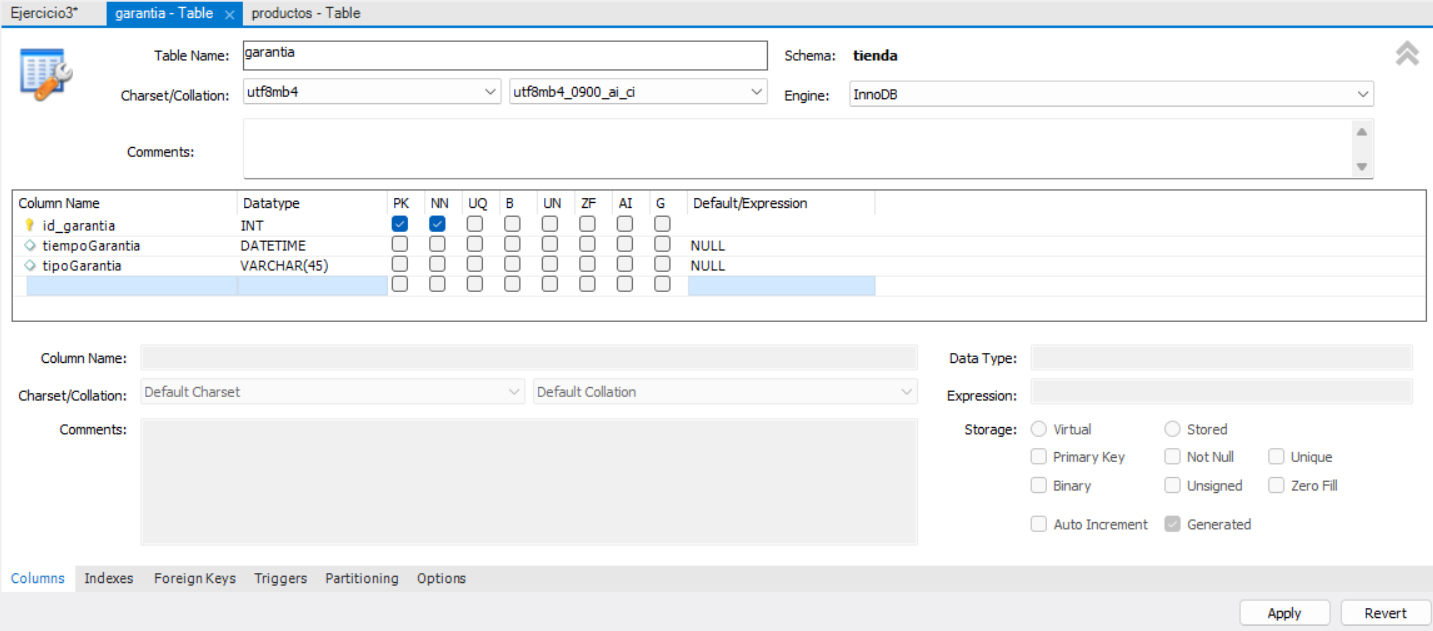 Ejercicio3* garantia - Table × productos - Table
Table Name: garantia Schema: tienda
Charset/Collation: utf8mb4 utf8mb4_0900_ai_ci Engine: InnoDB
Comments:
Column Name Datatype PK NN UQ B UN ZF AI G Default/Expression
id_garantia INT
tiempoGarantia DATETIME NULL
tipoGarantia VARCHAR(45) NULL
Column Name: Data Type:
Charset/Collation: Default Charset Default Collation Expression:
Comments: Storage: Virtual Stored
Primary Key Not Null Unique
Binary Unsigned Zero Fill
Auto Increment Generated
Columns Indexes Foreign Keys Triggers Partitioning Options
Apply Revert